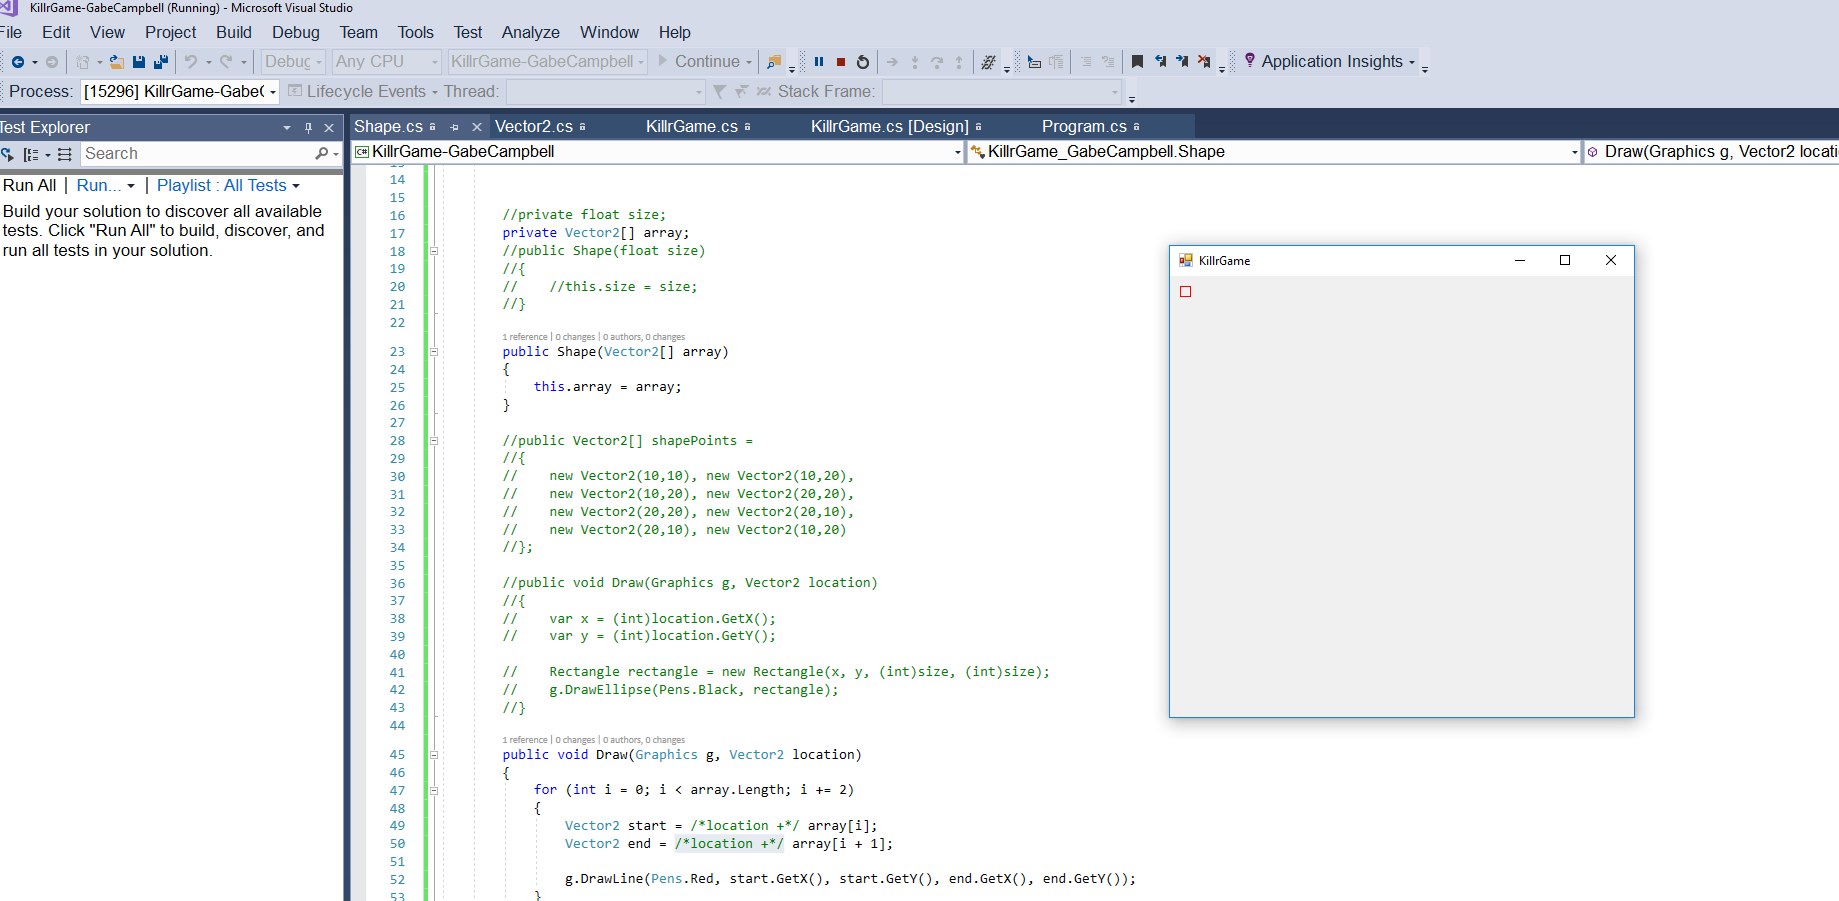 KillrGame-GabeCampbell (Running) - Microsoft Visual Studio
File Edit View Project Build Debug Team Tools Test Analyze Window Help
Debug Any CPU KillrGame-GabeCampbell Continue Application Insights
Process: [15296] KillrGame-Gabe( Lifecycle Events Thread: Stack Frame:
Test Explorer
Search
Run All | Run... | Playlist : All Tests
Build your solution to discover all available
tests. Click "Run All" to build, discover, and
run all tests in your solution.
Shape.cs Vector2.cs KillrGame.cs KillrGame.cs [Design] Program.cs
C# KillrGame-GabeCampbell KillrGame_GabeCampbell.Shape Draw(Graphics g, Vector2 locati
14
15
16 //private float size;
17 private Vector2[] array;
18 //public Shape(float size)
19 //{
20 //    //this.size = size;
21 //}
22
1 reference | 0 changes | 0 authors, 0 changes
23 public Shape(Vector2[] array)
24 {
25     this.array = array;
26 }
27
28 //public Vector2[] shapePoints =
29 //{
30 //    new Vector2(10,10), new Vector2(10,20),
31 //    new Vector2(10,20), new Vector2(20,20),
32 //    new Vector2(20,20), new Vector2(20,10),
33 //    new Vector2(20,10), new Vector2(10,20)
34 //};
35
36 //public void Draw(Graphics g, Vector2 location)
37 //{
38 //    var x = (int)location.GetX();
39 //    var y = (int)location.GetY();
40
41 //    Rectangle rectangle = new Rectangle(x, y, (int)size, (int)size);
42 //    g.DrawEllipse(Pens.Black, rectangle);
43 //}
44
1 reference | 0 changes | 0 authors, 0 changes
45 public void Draw(Graphics g, Vector2 location)
46 {
47     for (int i = 0; i < array.Length; i += 2)
48     {
49         Vector2 start = /*location +*/ array[i];
50         Vector2 end = /*location +*/ array[i + 1];
51
52         g.DrawLine(Pens.Red, start.GetX(), start.GetY(), end.GetX(), end.GetY());
53     }
KillrGame